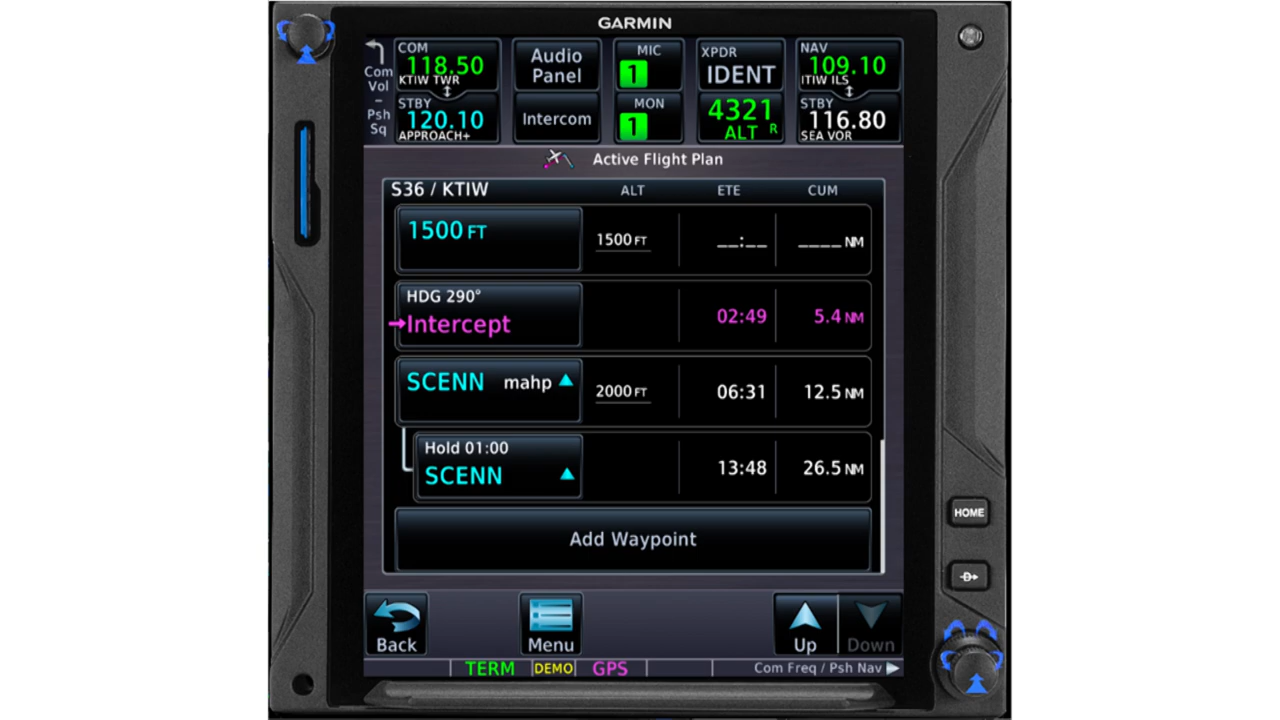 GARMIN
Com
Vol
–
Psh
Sq
COM
118.50
KTIW TWR
STBY
120.10
APPROACH+
Audio
Panel
Intercom
MIC
1
MON
1
XPDR
IDENT
4321
ALT R
NAV
109.10
ITIW ILS
STBY
116.80
SEA VOR
Active Flight Plan
S36 / KTIW ALT ETE CUM
1500 FT 1500 FT __:__ ____ NM
HDG 290°
Intercept 02:49 5.4 NM
SCENN mahp 2000 FT 06:31 12.5 NM
Hold 01:00
SCENN 13:48 26.5 NM
Add Waypoint
HOME
D
Back Menu Up Down
TERM DEMO GPS Com Freq / Psh Nav